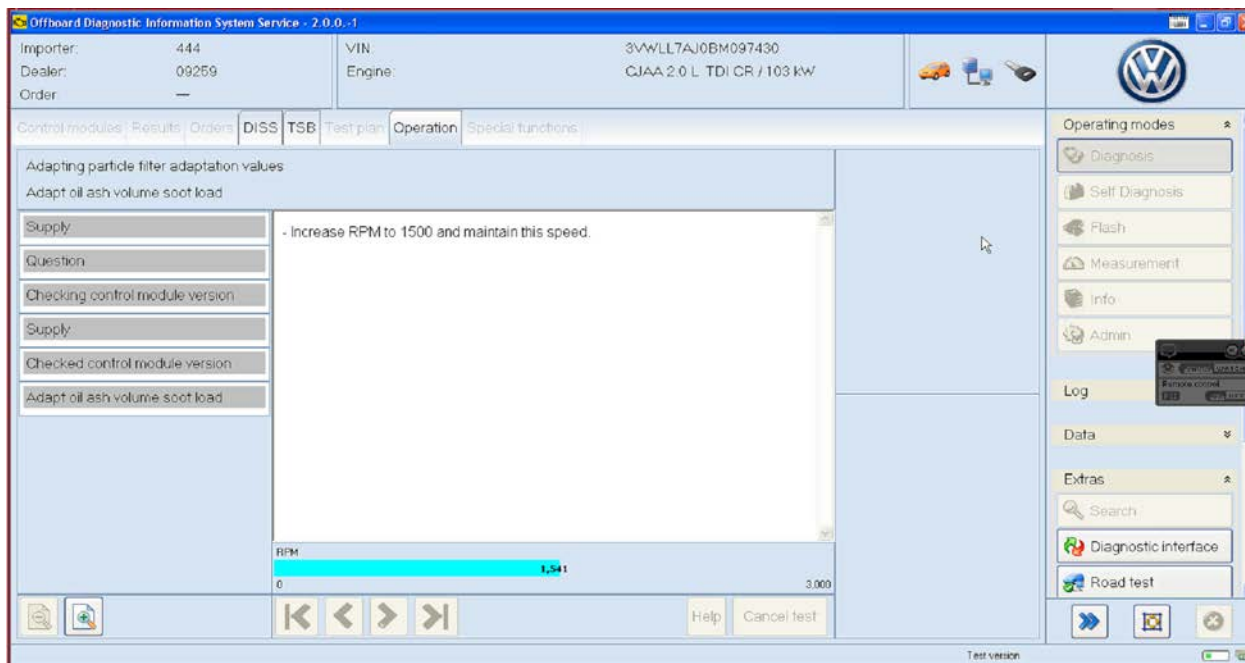 Offboard Diagnostic Information System Service - 2.0.0.-1
Importer: 444
Dealer: 09259
Order: —
VIN: 3VWLL7AJ0BM097430
Engine: CJAA 2.0 L TDI CR / 103 kW
Control modules Results Orders DISS TSB Test plan Operation Special functions
Adapting particle filter adaptation values
Adapt oil ash volume soot load
Supply
Question
Checking control module version
Supply
Checked control module version
Adapt oil ash volume soot load
- Increase RPM to 1500 and maintain this speed.
RPM
1,541
0 3,000
Help Cancel test
Operating modes
Diagnosis
Self Diagnosis
Flash
Measurement
Info
Admin
Remote control
Log
Data
Extras
Search
Diagnostic interface
Road test
Test version